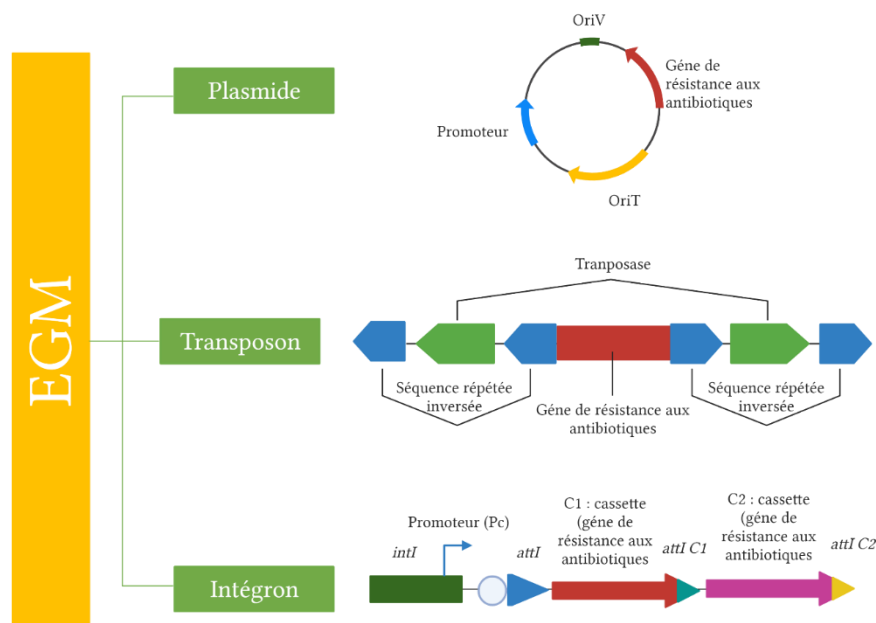 EGM
Plasmide
OriV
Géne de
résistance aux
antibiotiques
Promoteur
OriT
Transposon
Tranposase
Séquence répétée
inversée
Géne de résistance aux
antibiotiques
Séquence répétée
inversée
Intégron
intI
Promoteur (Pc)
attI
C1 : cassette
(géne de
résistance aux
antibiotiques
attI C1
C2 : cassette
(géne de
résistance aux
antibiotiques
attI C2